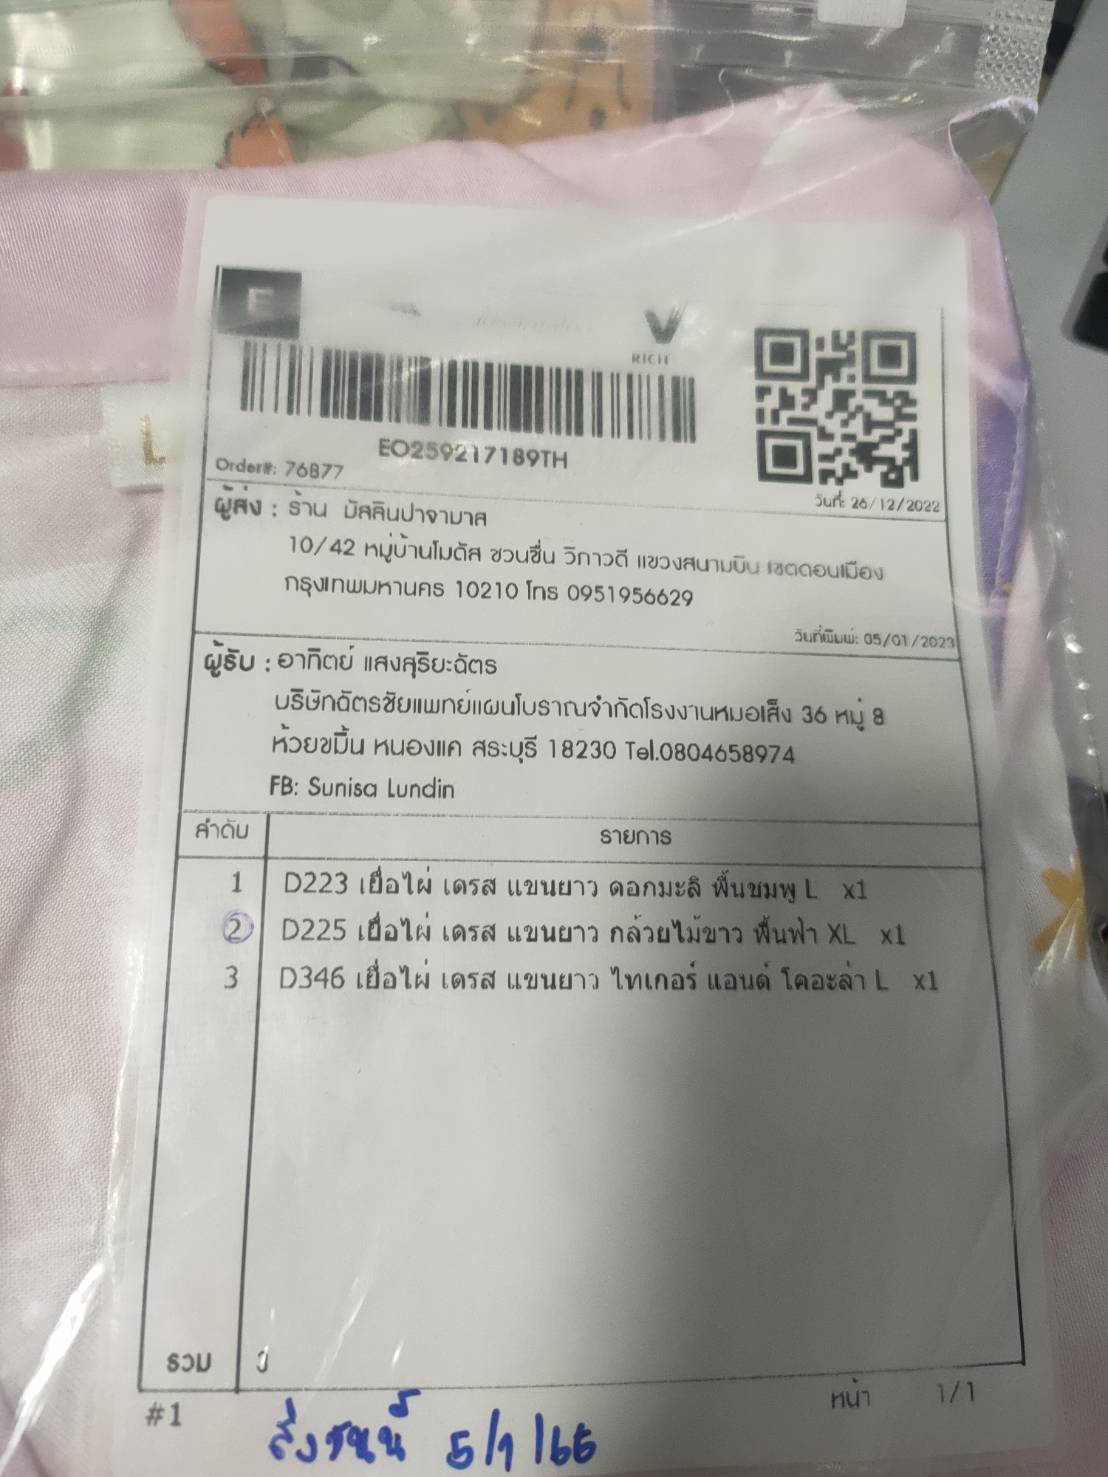 E
RICH
EO259217189TH
Order#: 76877
วันที่: 26/12/2022
ผู้ส่ง : ร้าน มัสลินปาจามาส
10/42 หมู่บ้านโมดัส ชวนชื่น วิภาวดี แขวงสนามบิน เขตดอนเมือง
กรุงเทพมหานคร 10210 โทร 0951956629
วันที่พิมพ์: 05/01/2023
ผู้รับ : อาทิตย์ แสงสุริยะฉัตร
บริษัทฉัตรชัยแพทย์แผนโบราณจำกัดโรงงานหมอเส็ง 36 หมู่ 8
ห้วยขมิ้น หนองแค สระบุรี 18230 Tel.0804658974
FB: Sunisa Lundin
ลำดับ รายการ
1 D223 เยื่อไผ่ เดรส แขนยาว ดอกมะลิ พื้นชมพู L x1
2 D225 เยื่อไผ่ เดรส แขนยาว กล้วยไม้ขาว พื้นฟ้า XL x1
3 D346 เยื่อไผ่ เดรส แขนยาว ไทเกอร์ แอนด์ โคอะล่า L x1
รวม 3
#1 หน้า 1/1
ส่งวันนี้ 5/1/66